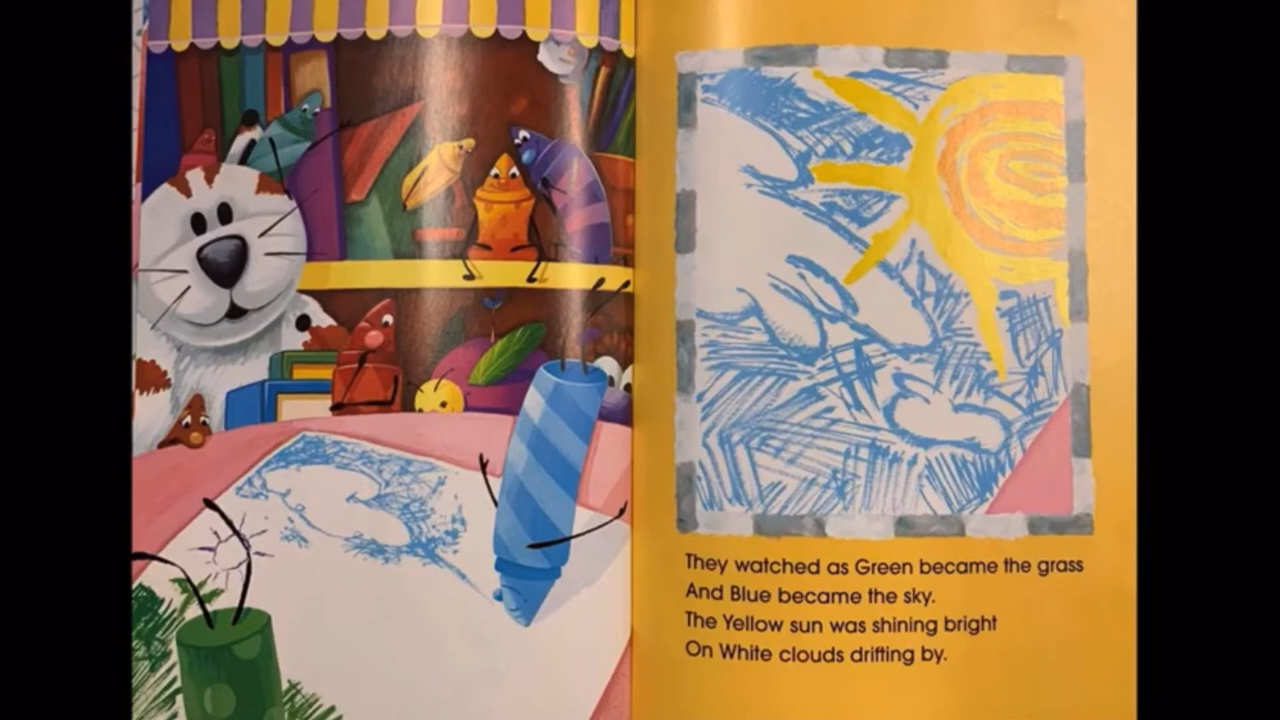 They watched as Green became the grass
And Blue became the sky.
The Yellow sun was shining bright
On White clouds drifting by.